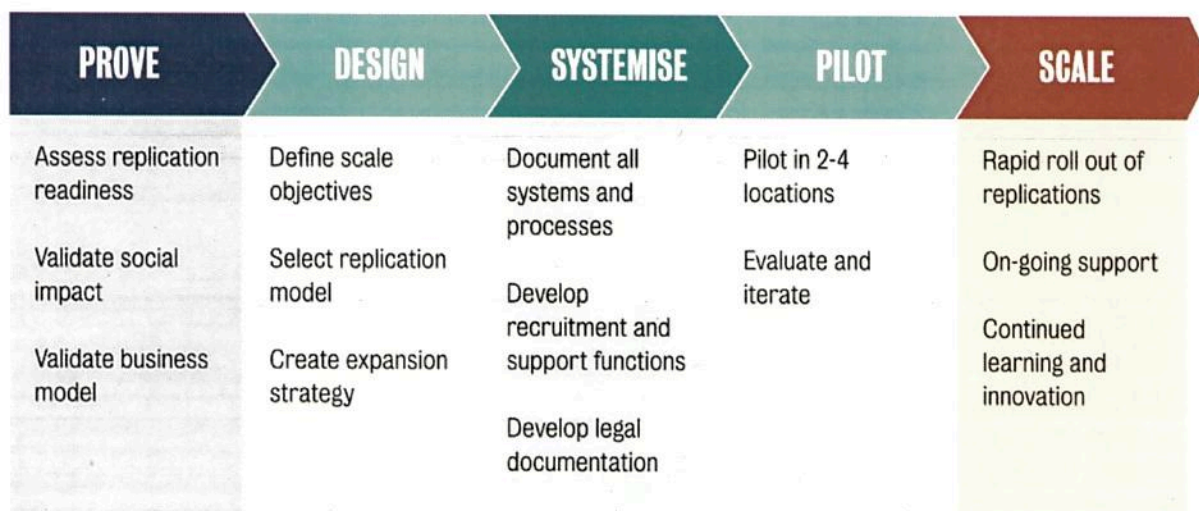 PROVE
DESIGN
SYSTEMISE
PILOT
SCALE
Assess replication
readiness
Validate social
impact
Validate business
model
Define scale
objectives
Select replication
model
Create expansion
strategy
Document all
systems and
processes
Develop
recruitment and
support functions
Develop legal
documentation
Pilot in 2-4
locations
Evaluate and
iterate
Rapid roll out of
replications
On-going support
Continued
learning and
innovation